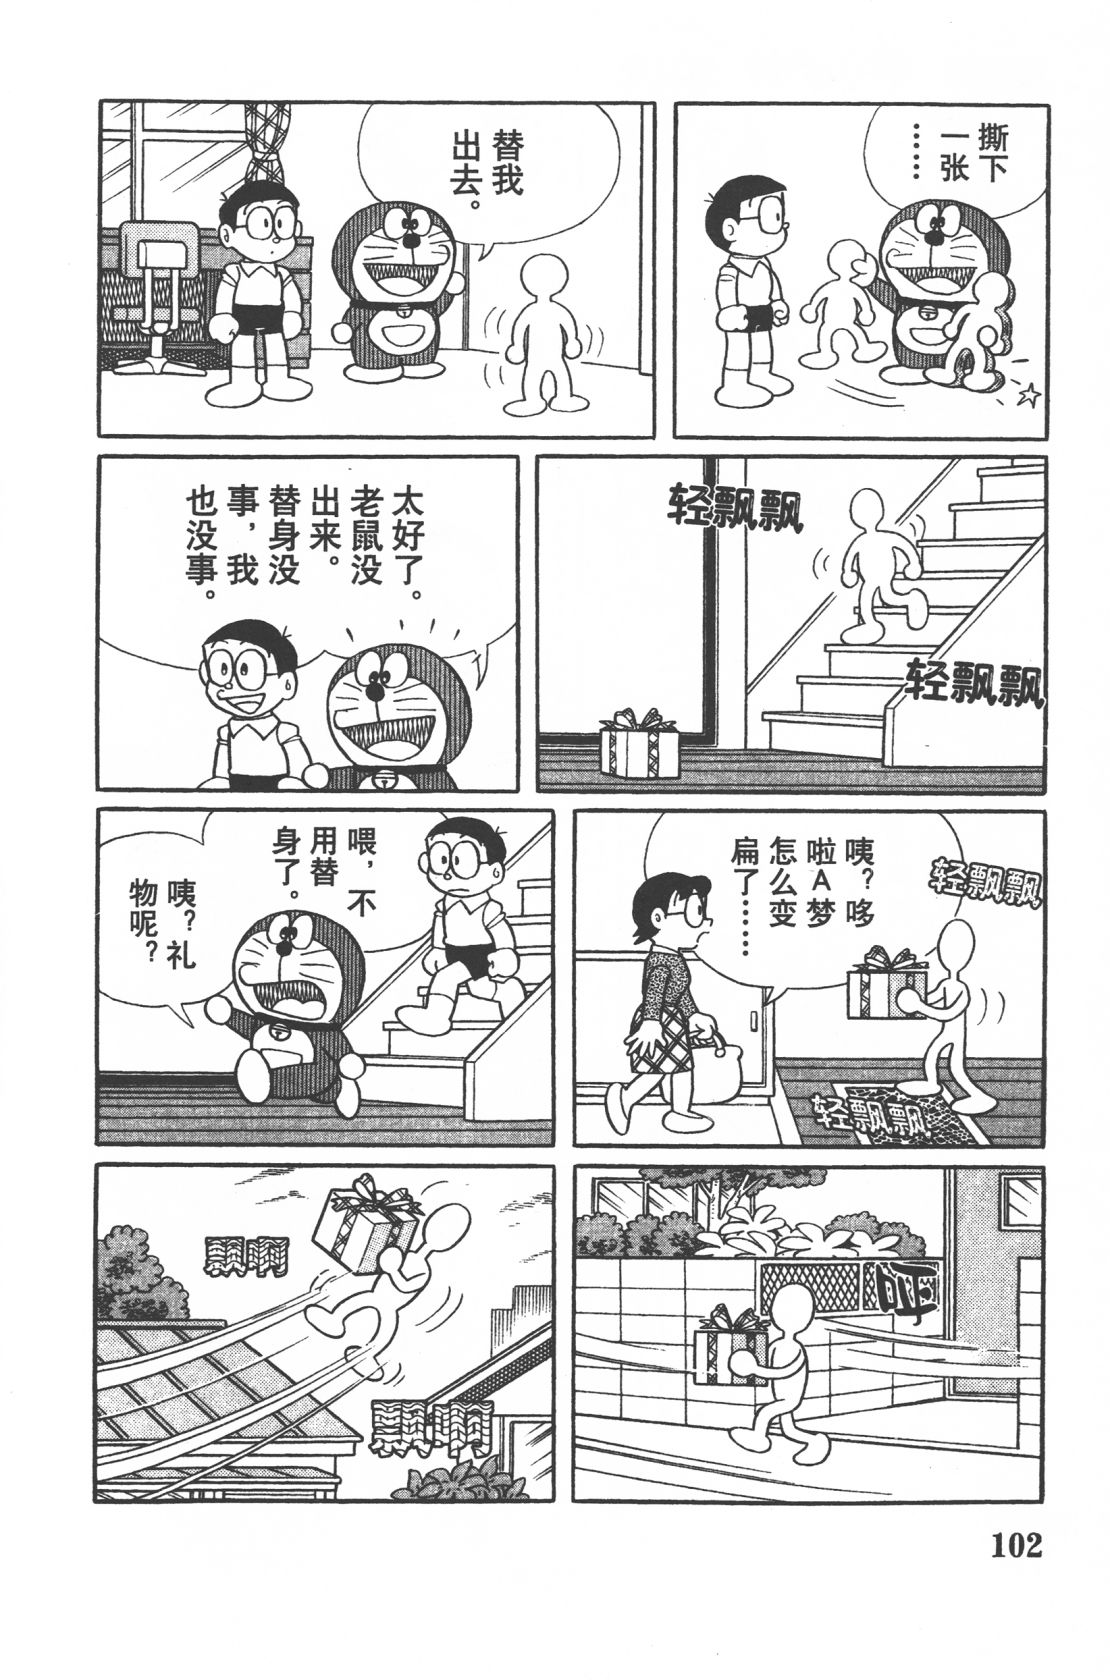 撕下
一张
……
替我
出去。
轻飘飘
轻飘飘
太好了。
老鼠没
出来。
替身没
事，我
也没事。
咦？哆
啦A梦
怎么变
扁了……
轻飘飘
轻飘飘
喂，不
用替
身了。
咦？礼
物呢？
呼
飘飘
飘飘
102